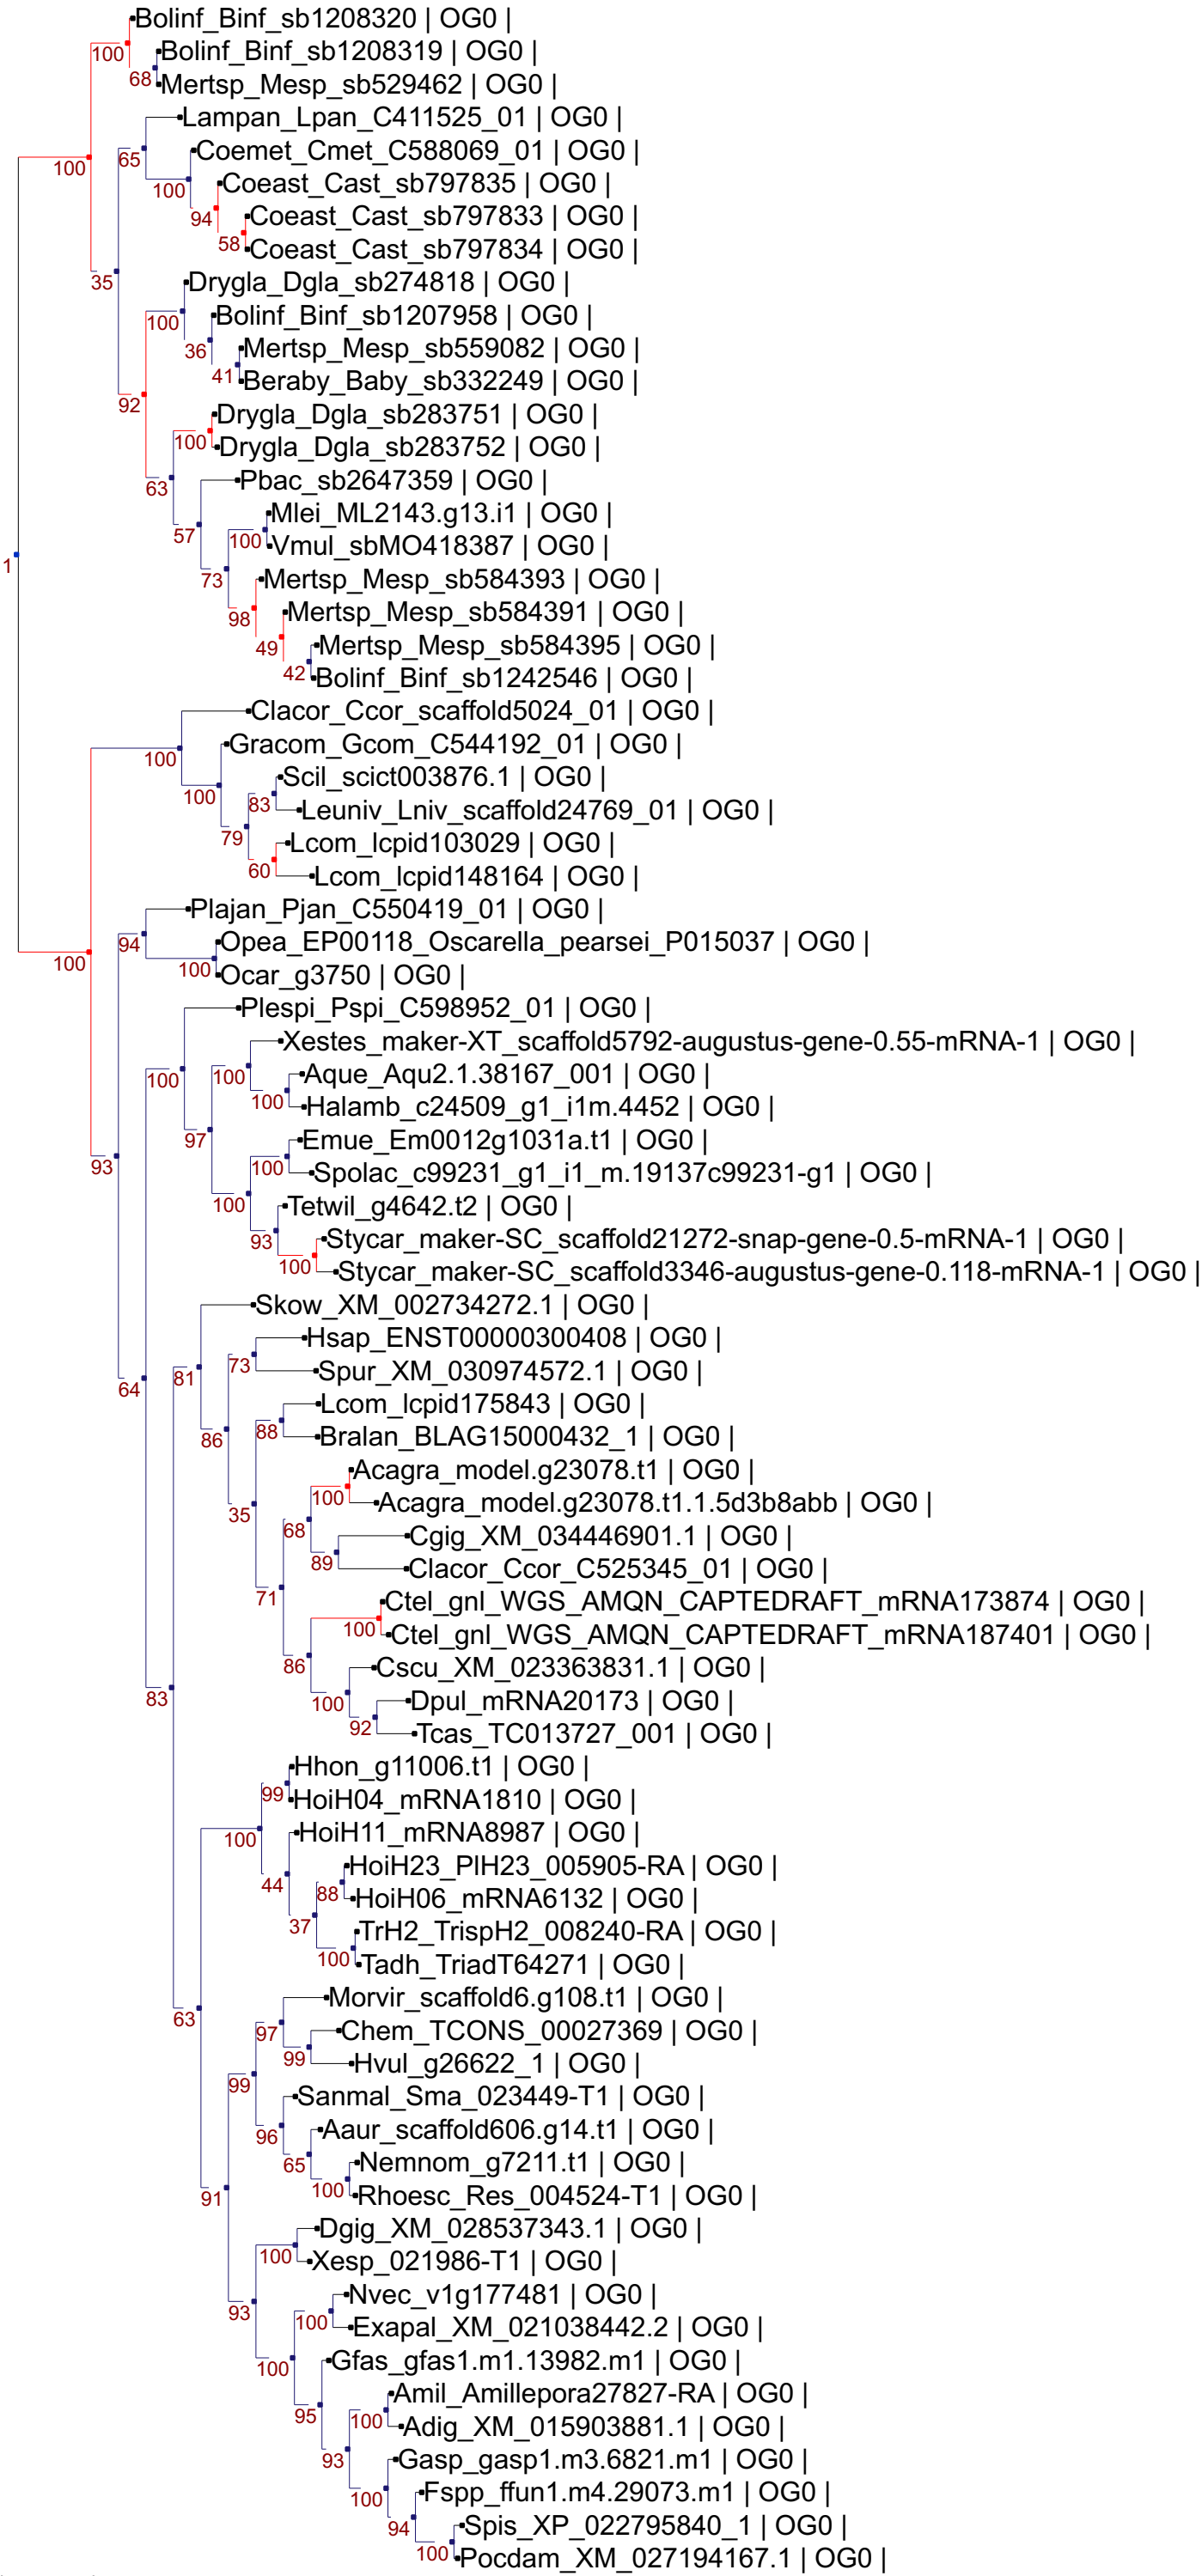 Bolinf_Binf_sb1208320 | OG0 |
100
Bolinf_Binf_sb1208319 | OG0 |
68
Mertsp_Mesp_sb529462 | OG0 |
Lampan_Lpan_C411525_01 | OG0 |
65
Coemet_Cmet_C588069_01 | OG0 |
100
100
Coeast_Cast_sb797835 | OG0 |
94
Coeast_Cast_sb797833 | OG0 |
58
Coeast_Cast_sb797834 | OG0 |
35
Drygla_Dgla_sb274818 | OG0 |
100
Bolinf_Binf_sb1207958 | OG0 |
36
Mertsp_Mesp_sb559082 | OG0 |
41
Beraby_Baby_sb332249 | OG0 |
92
Drygla_Dgla_sb283751 | OG0 |
100
Drygla_Dgla_sb283752 | OG0 |
63
Pbac_sb2647359 | OG0 |
57
Mlei_ML2143.g13.i1 | OG0 |
100
Vmul_sbMO418387 | OG0 |
1
73
Mertsp_Mesp_sb584393 | OG0 |
98
Mertsp_Mesp_sb584391 | OG0 |
49
Mertsp_Mesp_sb584395 | OG0 |
42
Bolinf_Binf_sb1242546 | OG0 |
Clacor_Ccor_scaffold5024_01 | OG0 |
100
Gracom_Gcom_C544192_01 | OG0 |
100
Scil_scict003876.1 | OG0 |
83
Leuniv_Lniv_scaffold24769_01 | OG0 |
79
Lcom_lcpid103029 | OG0 |
60
Lcom_lcpid148164 | OG0 |
Plajan_Pjan_C550419_01 | OG0 |
94
Opea_EP00118_Oscarella_pearsei_P015037 | OG0 |
100
100
Ocar_g3750 | OG0 |
Plespi_Pspi_C598952_01 | OG0 |
Xestes_maker-XT_scaffold5792-augustus-gene-0.55-mRNA-1 | OG0 |
100
100
Aque_Aqu2.1.38167_001 | OG0 |
100
Halamb_c24509_g1_i1m.4452 | OG0 |
97
Emue_Em0012g1031a.t1 | OG0 |
93
100
Spolac_c99231_g1_i1_m.19137c99231-g1 | OG0 |
100
Tetwil_g4642.t2 | OG0 |
93
Stycar_maker-SC_scaffold21272-snap-gene-0.5-mRNA-1 | OG0 |
100
Stycar_maker-SC_scaffold3346-augustus-gene-0.118-mRNA-1 | OG0 |
Skow_XM_002734272.1 | OG0 |
Hsap_ENST00000300408 | OG0 |
73
Spur_XM_030974572.1 | OG0 |
81
64
Lcom_lcpid175843 | OG0 |
88
86
Bralan_BLAG15000432_1 | OG0 |
Acagra_model.g23078.t1 | OG0 |
100
Acagra_model.g23078.t1.1.5d3b8abb | OG0 |
35
68
Cgig_XM_034446901.1 | OG0 |
89
Clacor_Ccor_C525345_01 | OG0 |
71
Ctel_gnl_WGS_AMQN_CAPTEDRAFT_mRNA173874 | OG0 |
100
Ctel_gnl_WGS_AMQN_CAPTEDRAFT_mRNA187401 | OG0 |
86
Cscu_XM_023363831.1 | OG0 |
83
100
Dpul_mRNA20173 | OG0 |
92
Tcas_TC013727_001 | OG0 |
Hhon_g11006.t1 | OG0 |
99
HoiH04_mRNA1810 | OG0 |
100
HoiH11_mRNA8987 | OG0 |
44
HoiH23_PlH23_005905-RA | OG0 |
88
HoiH06_mRNA6132 | OG0 |
37
TrH2_TrispH2_008240-RA | OG0 |
100
Tadh_TriadT64271 | OG0 |
Morvir_scaffold6.g108.t1 | OG0 |
63
97
Chem_TCONS_00027369 | OG0 |
99
Hvul_g26622_1 | OG0 |
99
Sanmal_Sma_023449-T1 | OG0 |
96
Aaur_scaffold606.g14.t1 | OG0 |
65
Nemnom_g7211.t1 | OG0 |
100
Rhoesc_Res_004524-T1 | OG0 |
91
Dgig_XM_028537343.1 | OG0 |
100
Xesp_021986-T1 | OG0 |
Nvec_v1g177481 | OG0 |
93
100
Exapal_XM_021038442.2 | OG0 |
100
Gfas_gfas1.m1.13982.m1 | OG0 |
Amil_Amillepora27827-RA | OG0 |
95
100
Adig_XM_015903881.1 | OG0 |
93
Gasp_gasp1.m3.6821.m1 | OG0 |
100
Fspp_ffun1.m4.29073.m1 | OG0 |
94
Spis_XP_022795840_1 | OG0 |
100
Pocdam_XM_027194167.1 | OG0 |